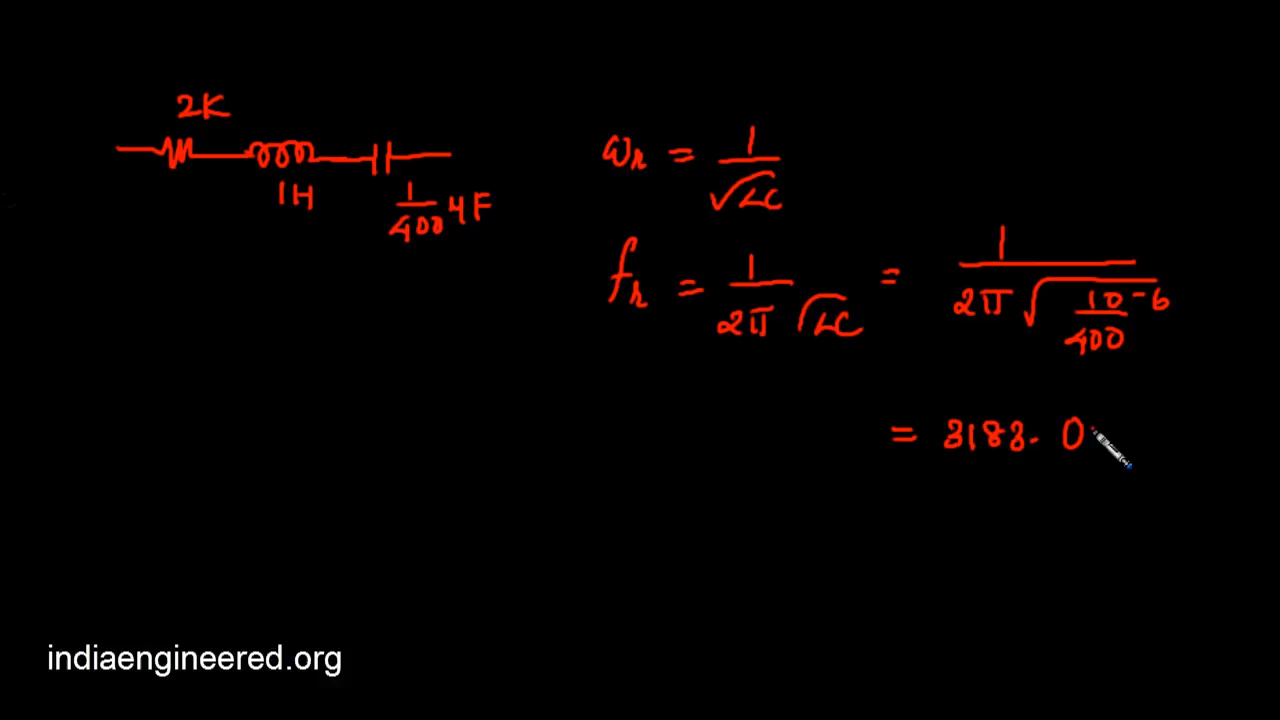 2K
1H
1/400 μF
ωr = 1/√LC
fr = 1/2π√LC = 1/2π√10-6/400
= 3183. 0
indiaengineered.org